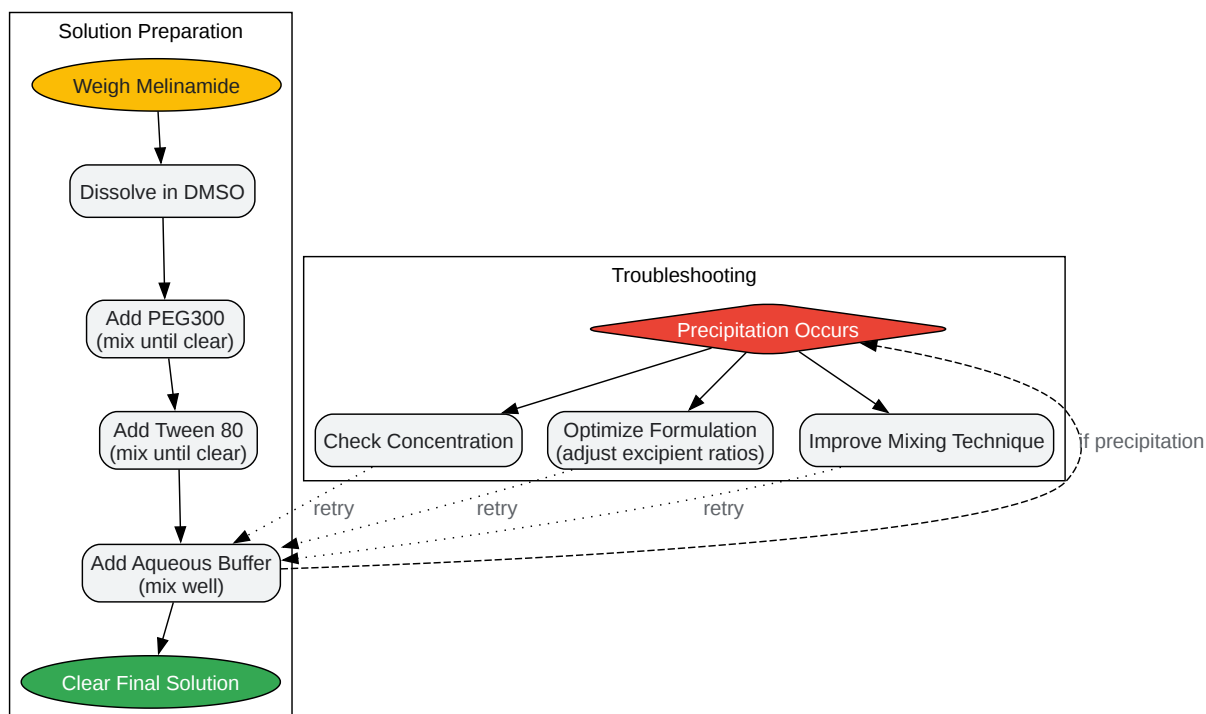 Solution Preparation
Weigh Melinamide
Dissolve in DMSO
Add PEG300
(mix until clear)
Add Tween 80
(mix until clear)
Add Aqueous Buffer
(mix well)
Clear Final Solution
Troubleshooting
Precipitation Occurs
Check Concentration
Optimize Formulation
(adjust excipient ratios)
Improve Mixing Technique
if precipitation
retry
retry
retry